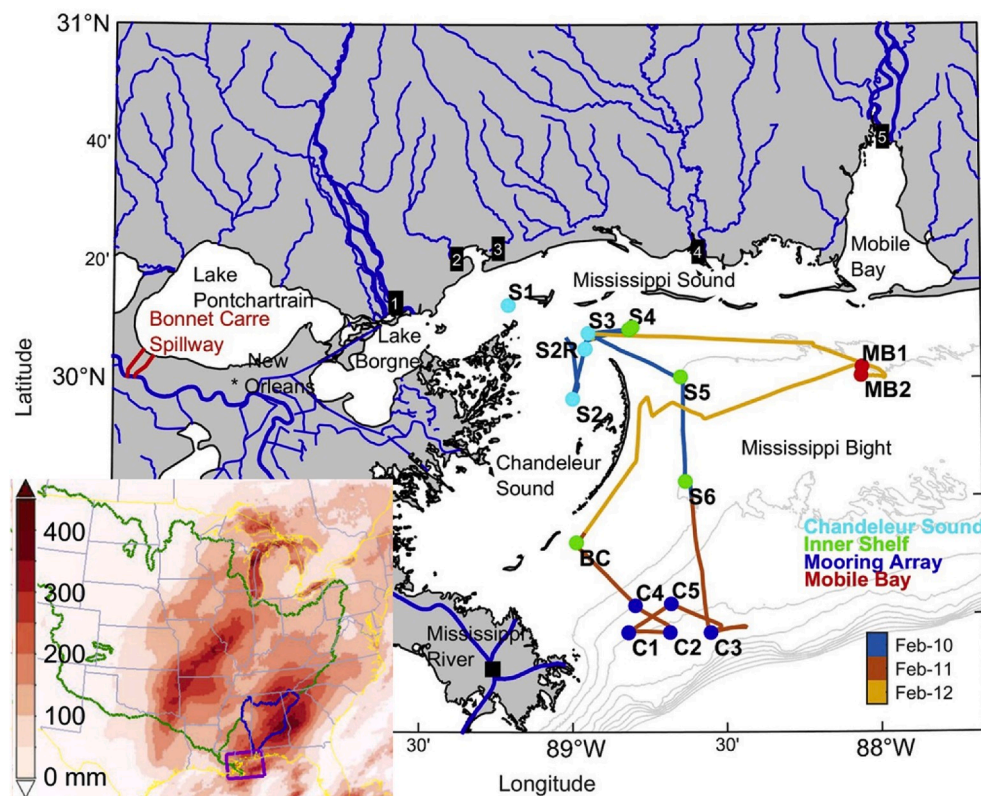 31°N
40'
20'
30°N
Latitude
5
4
3
2
1
Mobile
Bay
Mississippi Sound
Lake
Pontchartrain
Bonnet Carre
Spillway
Lake
Borgne
New
* Orleans
S1
S3
S4
S2R
S2
S5
S6
MB1
MB2
Mississippi Bight
Chandeleur
Sound
Chandeleur Sound
Inner Shelf
Mooring Array
Mobile Bay
BC
C4
C5
C1
C2
C3
Mississippi
River
Feb-10
Feb-11
Feb-12
400
300
200
100
0 mm
30'
89°W
30'
88°W
Longitude